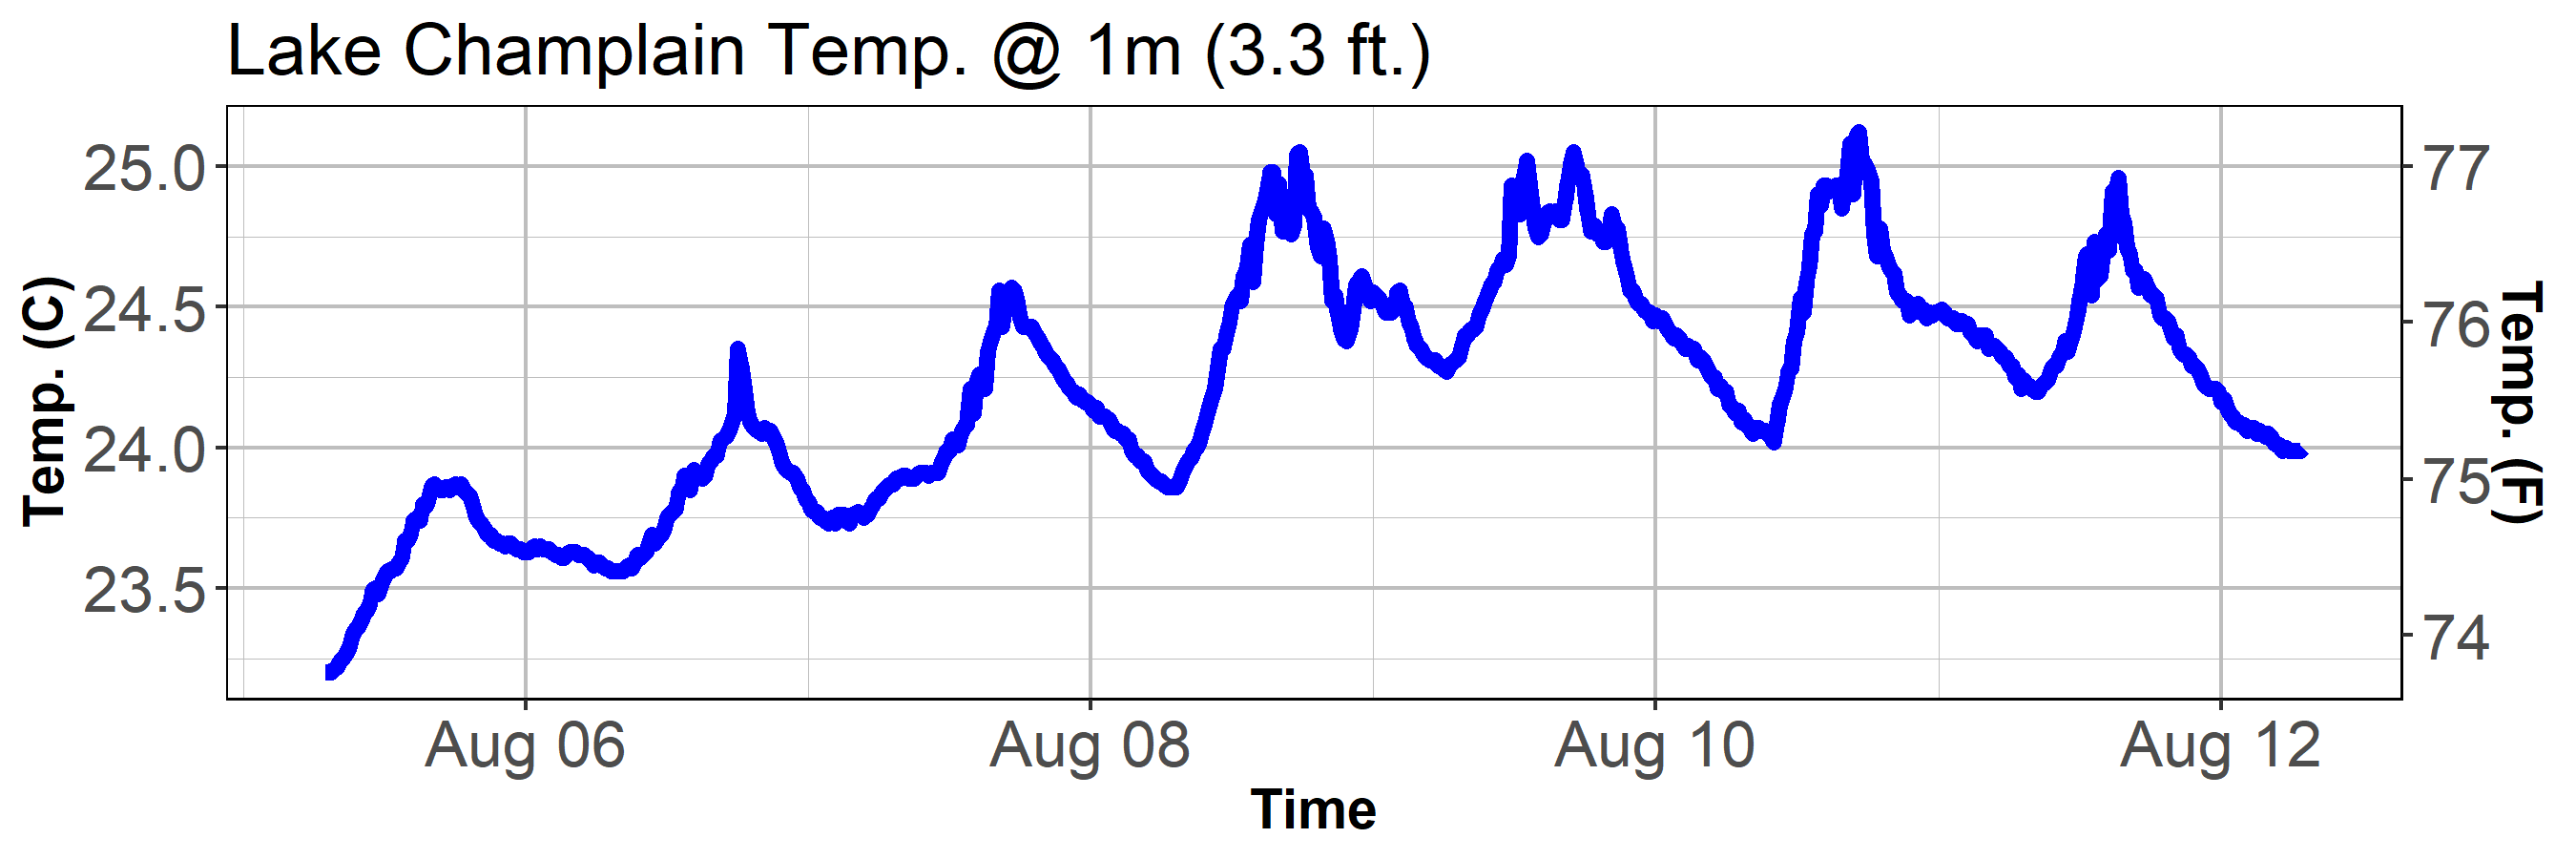 Lake Champlain Temp. @ 1m (3.3 ft.)
Temp. (C)
25.0
24.5
24.0
23.5
77
76
75
74
Temp. (F)
Aug 06
Aug 08
Aug 10
Aug 12
Time